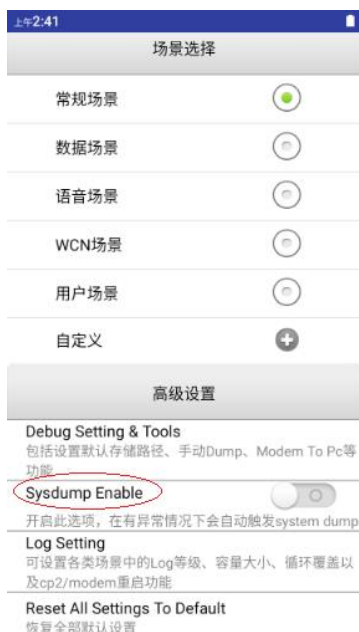 上午2:41
场景选择
常规场景
数据场景
语音场景
WCN场景
用户场景
自定义
高级设置
Debug Setting & Tools
包括设置默认存储路径、手动Dump、Modem To Pc等
功能
Sysdump Enable
开启此选项，在有异常情况下会自动触发system dump
Log Setting
可设置各类场景中的Log等级、容量大小、循环覆盖以
及cp2/modem重启功能
Reset All Settings To Default
恢复全部默认设置